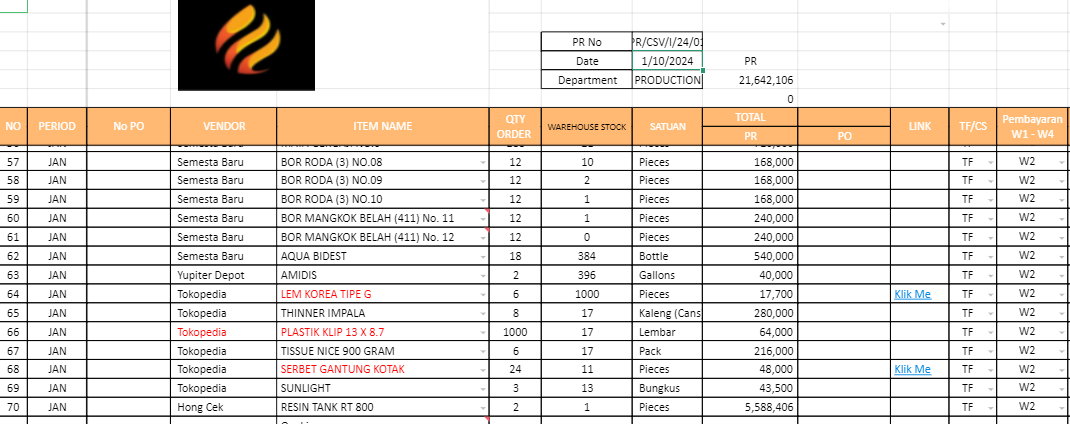 PR No PR/CSV/I/24/01
Date 1/10/2024 PR
Department PRODUCTION 21,642,106
0
NO PERIOD No PO VENDOR ITEM NAME QTY ORDER WAREHOUSE STOCK SATUAN TOTAL PR PO LINK TF/CS Pembayaran W1 - W4
57 JAN Semesta Baru BOR RODA (3) NO.08 12 10 Pieces 168,000 TF W2
58 JAN Semesta Baru BOR RODA (3) NO.09 12 2 Pieces 168,000 TF W2
59 JAN Semesta Baru BOR RODA (3) NO.10 12 1 Pieces 168,000 TF W2
60 JAN Semesta Baru BOR MANGKOK BELAH (411) No. 11 12 1 Pieces 240,000 TF W2
61 JAN Semesta Baru BOR MANGKOK BELAH (411) No. 12 12 0 Pieces 240,000 TF W2
62 JAN Semesta Baru AQUA BIDEST 18 384 Bottle 540,000 TF W2
63 JAN Yupiter Depot AMIDIS 2 396 Gallons 40,000 TF W2
64 JAN Tokopedia LEM KOREA TIPE G 6 1000 Pieces 17,700 Klik Me TF W2
65 JAN Tokopedia THINNER IMPALA 8 17 Kaleng (Cans 280,000 TF W2
66 JAN Tokopedia PLASTIK KLIP 13 X 8.7 1000 17 Lembar 64,000 TF W2
67 JAN Tokopedia TISSUE NICE 900 GRAM 6 17 Pack 216,000 TF W2
68 JAN Tokopedia SERBET GANTUNG KOTAK 24 11 Pieces 48,000 Klik Me TF W2
69 JAN Tokopedia SUNLIGHT 3 13 Bungkus 43,500 TF W2
70 JAN Hong Cek RESIN TANK RT 800 2 1 Pieces 5,588,406 TF W2